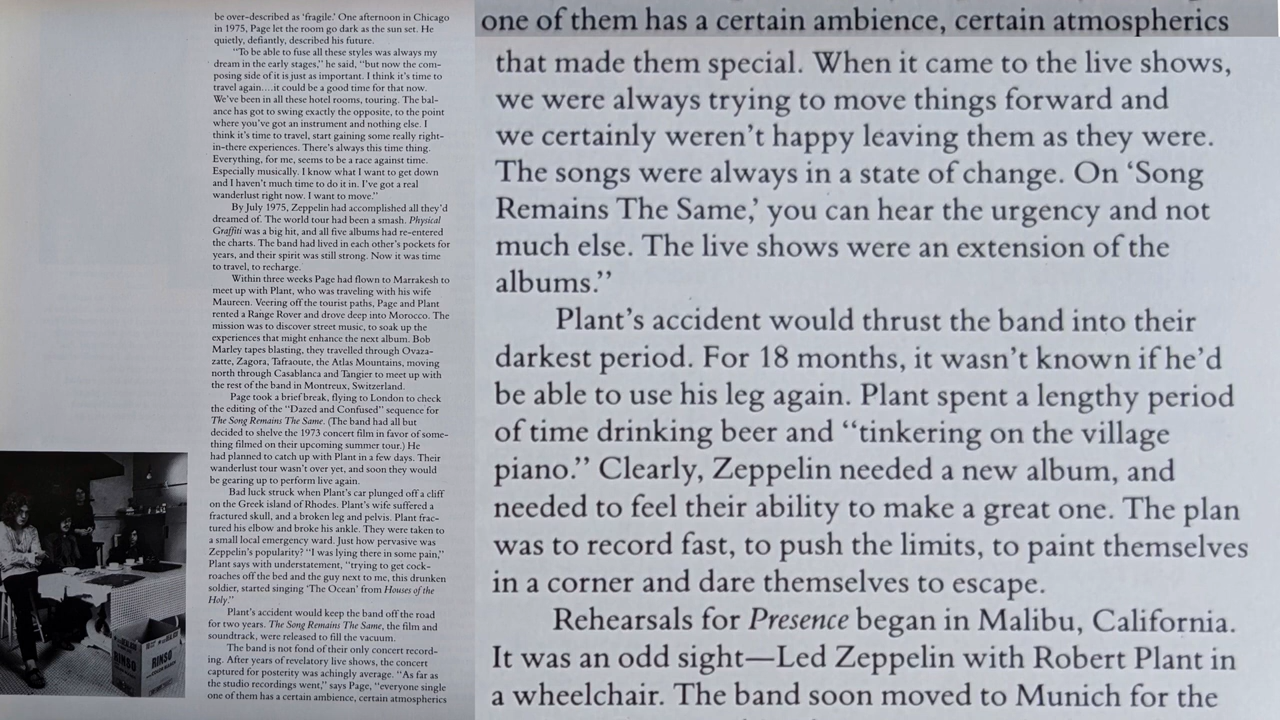 be over-described as ‘fragile.’ One afternoon in Chicago
in 1975, Page let the room go dark as the sun set. He
quietly, defiantly, described his future.
“To be able to fuse all these styles was always my
dream in the early stages,” he said, “but now the com-
posing side of it is just as important. I think it’s time to
travel again....it could be a good time for that now.
We’ve been in all these hotel rooms, touring. The bal-
ance has got to swing exactly the opposite, to the point
where you’ve got an instrument and nothing else. I
think it’s time to travel, start gaining some really right-
in-there experiences. There’s always this time thing.
Everything, for me, seems to be a race against time.
Especially musically. I know what I want to get down
and I haven’t much time to do it in. I’ve got a real
wanderlust right now. I want to move.”
By July 1975, Zeppelin had accomplished all they’d
dreamed of. The world tour had been a smash. Physical
Graffiti was a big hit, and all five albums had re-entered
the charts. The band had lived in each other’s pockets for
years, and their spirit was still strong. Now it was time
to travel, to recharge.
Within three weeks Page had flown to Marrakesh to
meet up with Plant, who was traveling with his wife
Maureen. Veering off the tourist paths, Page and Plant
rented a Range Rover and drove deep into Morocco. The
mission was to discover street music, to soak up the
experiences that might enhance the next album. Bob
Marley tapes blasting, they travelled through Ovaza-
zatte, Zagora, Tafraoute, the Atlas Mountains, moving
north through Casablanca and Tangier to meet up with
the rest of the band in Montreux, Switzerland.
Page took a brief break, flying to London to check
the editing of the “Dazed and Confused” sequence for
The Song Remains The Same. (The band had all but
decided to shelve the 1973 concert film in favor of some-
thing filmed on their upcoming summer tour.) He
had planned to catch up with Plant in a few days. Their
wanderlust tour wasn’t over yet, and soon they would
be gearing up to perform live again.
Bad luck struck when Plant’s car plunged off a cliff
on the Greek island of Rhodes. Plant’s wife suffered a
fractured skull, and a broken leg and pelvis. Plant frac-
tured his elbow and broke his ankle. They were taken to
a small local emergency ward. Just how pervasive was
Zeppelin’s popularity? “I was lying there in some pain,”
Plant says with understatement, “trying to get cock-
roaches off the bed and the guy next to me, this drunken
soldier, started singing ‘The Ocean’ from Houses of the
Holy.”
Plant’s accident would keep the band off the road
for two years. The Song Remains The Same, the film and
soundtrack, were released to fill the vacuum.
The band is not fond of their only concert record-
ing. After years of revelatory live shows, the concert
captured for posterity was achingly average. “As far as
the studio recordings went,” says Page, “everyone single
one of them has a certain ambience, certain atmospherics
RINSO
RINSO
one of them has a certain ambience, certain atmospherics
that made them special. When it came to the live shows,
we were always trying to move things forward and
we certainly weren’t happy leaving them as they were.
The songs were always in a state of change. On ‘Song
Remains The Same,’ you can hear the urgency and not
much else. The live shows were an extension of the
albums.”
Plant’s accident would thrust the band into their
darkest period. For 18 months, it wasn’t known if he’d
be able to use his leg again. Plant spent a lengthy period
of time drinking beer and “tinkering on the village
piano.” Clearly, Zeppelin needed a new album, and
needed to feel their ability to make a great one. The plan
was to record fast, to push the limits, to paint themselves
in a corner and dare themselves to escape.
Rehearsals for Presence began in Malibu, California.
It was an odd sight—Led Zeppelin with Robert Plant in
a wheelchair. The band soon moved to Munich for the